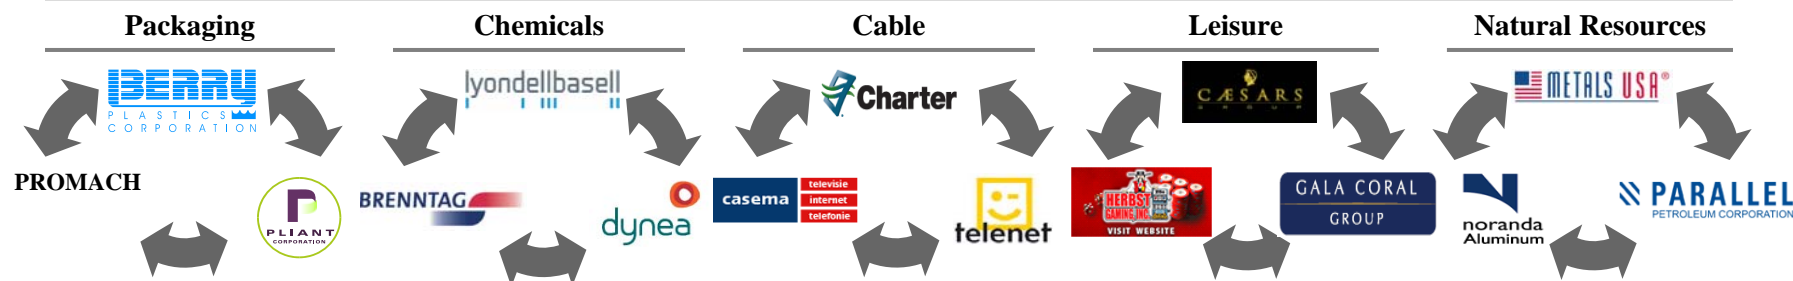 Packaging
Chemicals
Cable
Leisure
Natural Resources
BERRY
PLASTICS
CORPORATION
PROMACH
PLIANT
CORPORATION
lyondellbasell
BRENNTAG
dynea
Charter
casema
televisie
internet
telefonie
telenet
CÆSARS
GROUP
HERBST
GAMING, INC.
VISIT WEBSITE
GALA CORAL
GROUP
METALS USA®
noranda
Aluminum
PARALLEL
PETROLEUM CORPORATION